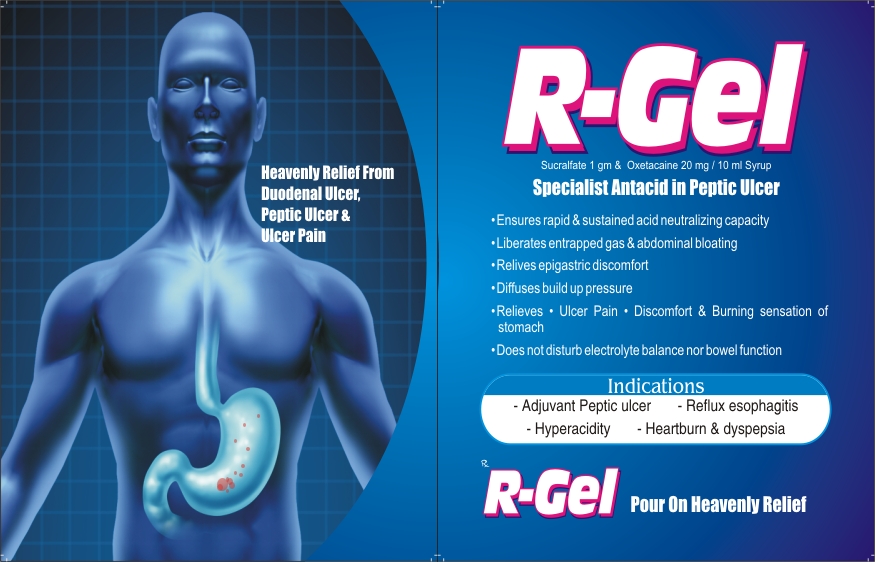 Heavenly Relief From
Duodenal Ulcer,
Peptic Ulcer &
Ulcer Pain
R-Gel
Sucralfate 1 gm & Oxetacaine 20 mg / 10 ml Syrup
Specialist Antacid in Peptic Ulcer
•Ensures rapid & sustained acid neutralizing capacity
•Liberates entrapped gas & abdominal bloating
•Relives epigastric discomfort
•Diffuses build up pressure
•Relieves • Ulcer Pain • Discomfort & Burning sensation of
stomach
•Does not disturb electrolyte balance nor bowel function
Indications
- Adjuvant Peptic ulcer - Reflux esophagitis
- Hyperacidity - Heartburn & dyspepsia
℞
R-Gel Pour On Heavenly Relief